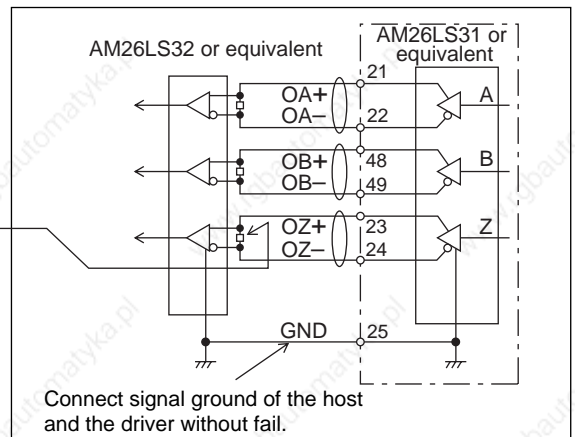 AM26LS31 or
equivalent
AM26LS32 or equivalent
21
OA+
A
OA−
22
OB+
48
B
OB−
49
OZ+
23
Z
OZ−
24
GND
25
Connect signal ground of the host
and the driver without fail.